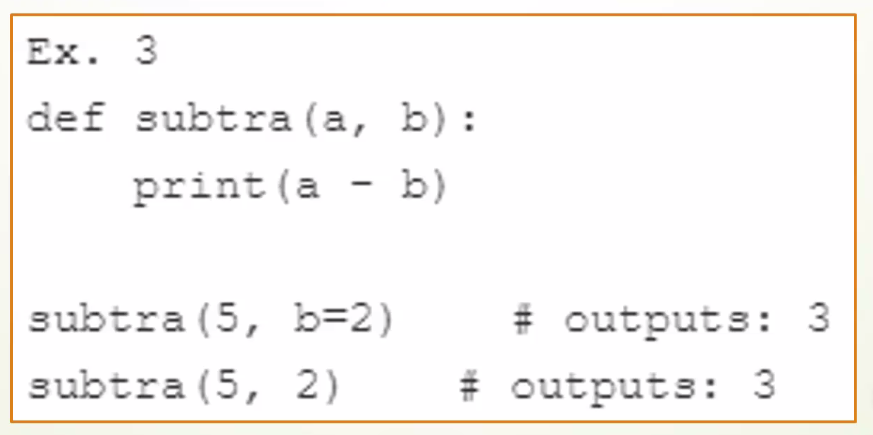 Ex. 3
def subtra(a, b):
    print(a - b)

subtra(5, b=2)    # outputs: 3
subtra(5, 2)    # outputs: 3